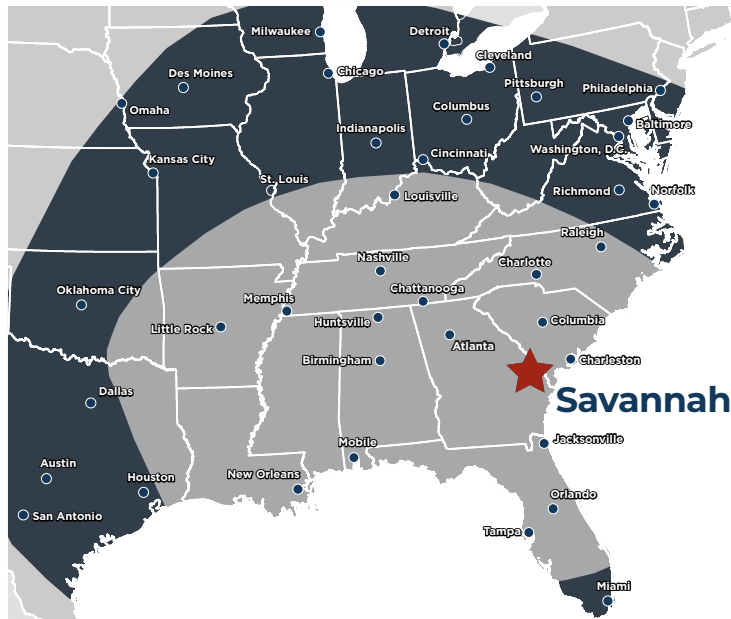 Milwaukee
Detroit
Cleveland
Des Moines
Chicago
Pittsburgh
Philadelphia
Omaha
Columbus
Baltimore
Indianapolis
Washington, D.C.
Kansas City
Cincinnati
St. Louis
Richmond
Norfolk
Louisville
Raleigh
Nashville
Charlotte
Oklahoma City
Chattanooga
Memphis
Little Rock
Huntsville
Columbia
Atlanta
Birmingham
Charleston
Savannah
Dallas
Mobile
Jacksonville
Austin
New Orleans
Houston
Orlando
San Antonio
Tampa
Miami